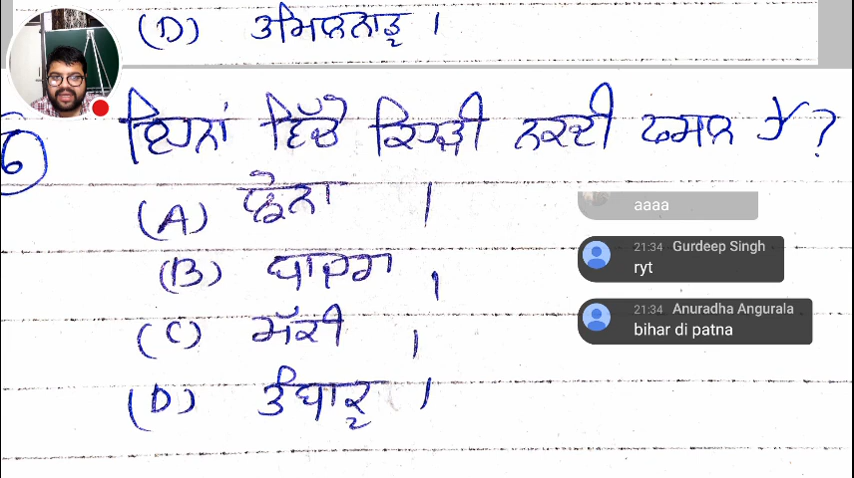 (D) ਤਾਮਿਲਨਾਡੂ ।
6 ਇਹਨਾਂ ਵਿੱਚੋ ਕਿਹੜੀ ਨਕਦੀ ਫਸਲ ਹੈ?
(A) ਛੋਲਾ ।
(B) ਬਾਜਰਾ ।
(C) ਮੱਕੀ ।
(D) ਤੰਬਾਕੂ ।
aaaa
21:34 Gurdeep Singh
ryt
21:34 Anuradha Angurala
bihar di patna